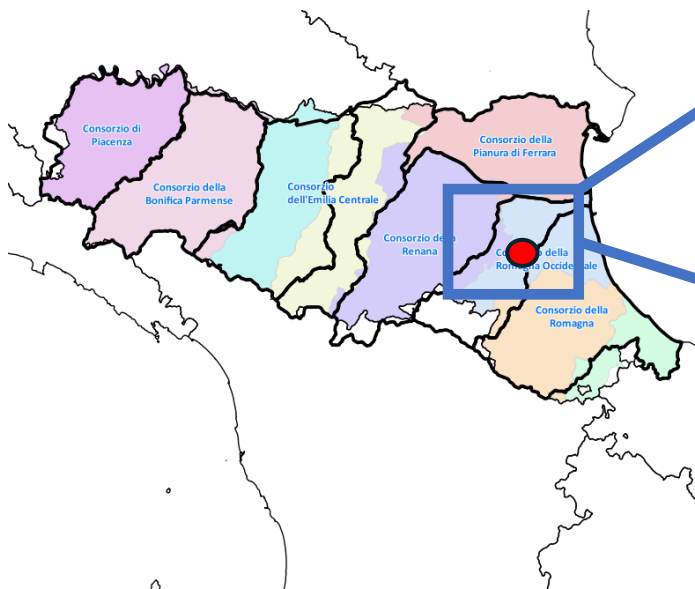 Consorzio di
Piacenza
Consorzio della
Bonifica Parmense
Consorzio
dell'Emilia Centrale
Consorzio della
Pianura di Ferrara
Consorzio della
Renana
della
Romagna Occidentale
Consorzio della
Romagna